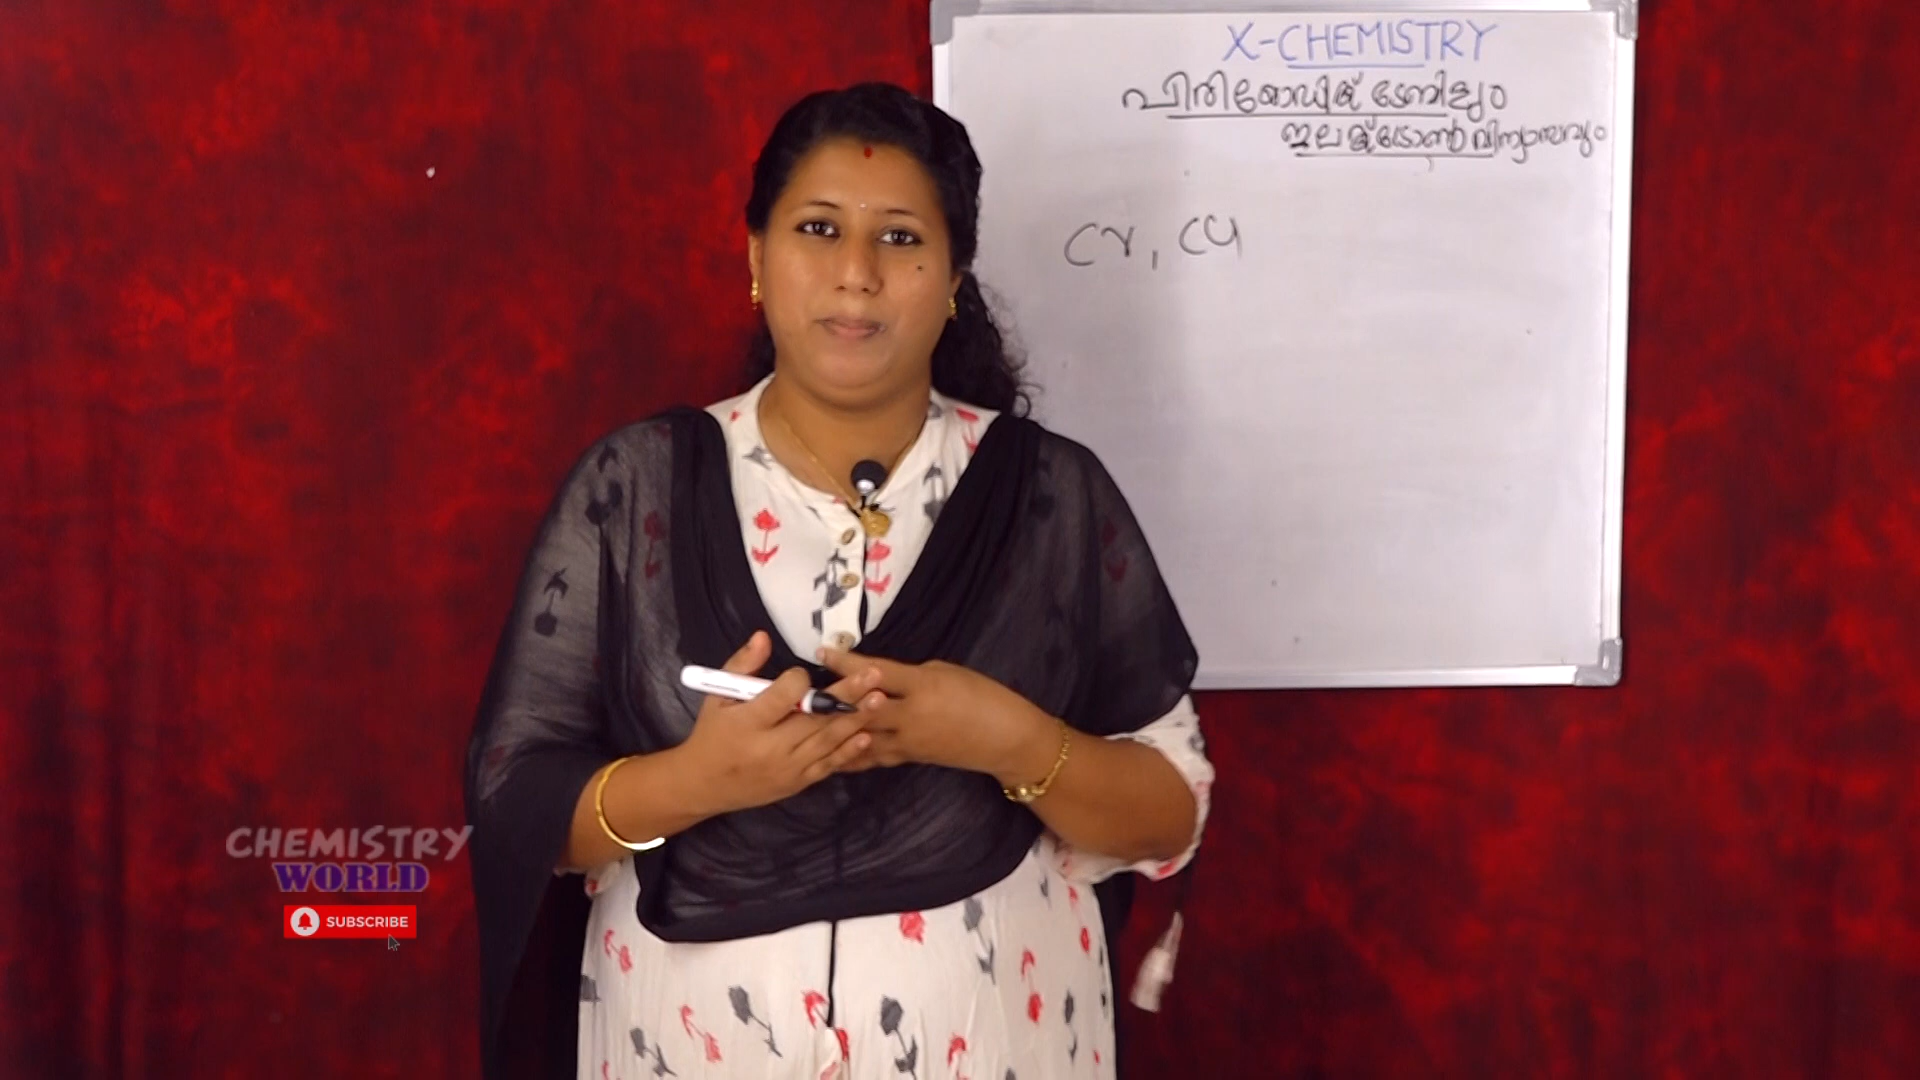 X-CHEMISTRY
പിരിയോഡിക് ടേബിളും
ഇലക്ട്രോൺ വിന്യാസവും
Cr, Cu
CHEMISTRY
WORLD
SUBSCRIBE